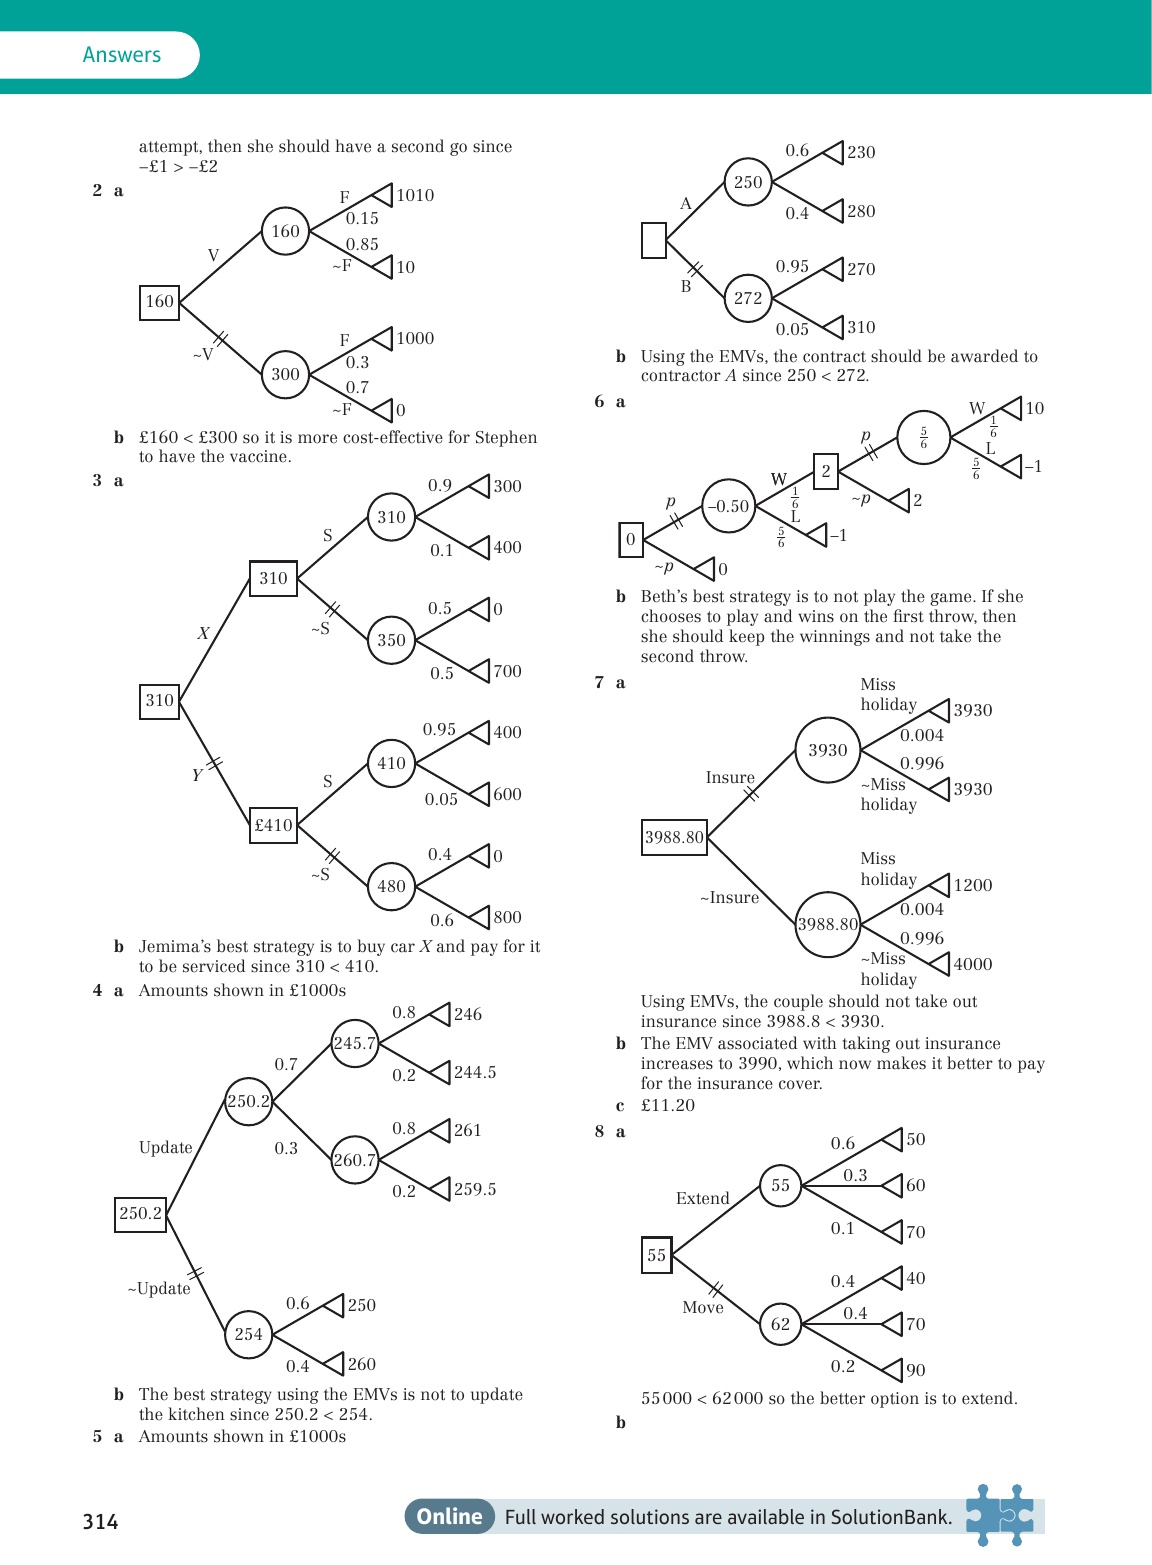 Answers
attempt, then she should have a second go since
–£1 > –£2
2 a
F
1010
0.15
160
0.85
~F
10
V
160
~V
F
1000
0.3
300
0.7
~F
0
b £160 < £300 so it is more cost-effective for Stephen
to have the vaccine.
3 a
0.9
300
310
0.1
400
S
310
~S
0.5
0
350
0.5
700
X
310
Y
0.95
400
410
0.05
600
S
£410
~S
0.4
0
480
0.6
800
b Jemima’s best strategy is to buy car X and pay for it
to be serviced since 310 < 410.
4 a Amounts shown in £1000s
0.8
246
245.7
0.2
244.5
0.7
250.2
0.3
0.8
261
260.7
0.2
259.5
Update
250.2
~Update
0.6
250
254
0.4
260
b The best strategy using the EMVs is not to update
the kitchen since 250.2 < 254.
5 a Amounts shown in £1000s
0.6
230
250
0.4
280
A
B
0.95
270
272
0.05
310
b Using the EMVs, the contract should be awarded to
contractor A since 250 < 272.
6 a
W
10
1/6
5/6
L
5/6
–1
p
2
~p
2
W
1/6
–0.50
L
5/6
–1
p
0
~p
0
b Beth’s best strategy is to not play the game. If she
chooses to play and wins on the first throw, then
she should keep the winnings and not take the
second throw.
7 a
Miss
holiday
3930
0.004
3930
0.996
~Miss
holiday
3930
Insure
3988.80
~Insure
Miss
holiday
1200
0.004
3988.80
0.996
~Miss
holiday
4000
Using EMVs, the couple should not take out
insurance since 3988.8 < 3930.
b The EMV associated with taking out insurance
increases to 3990, which now makes it better to pay
for the insurance cover.
c £11.20
8 a
0.6
50
0.3
55
60
0.1
70
Extend
55
Move
0.4
40
0.4
62
70
0.2
90
55 000 < 62 000 so the better option is to extend.
b
314
Online Full worked solutions are available in SolutionBank.